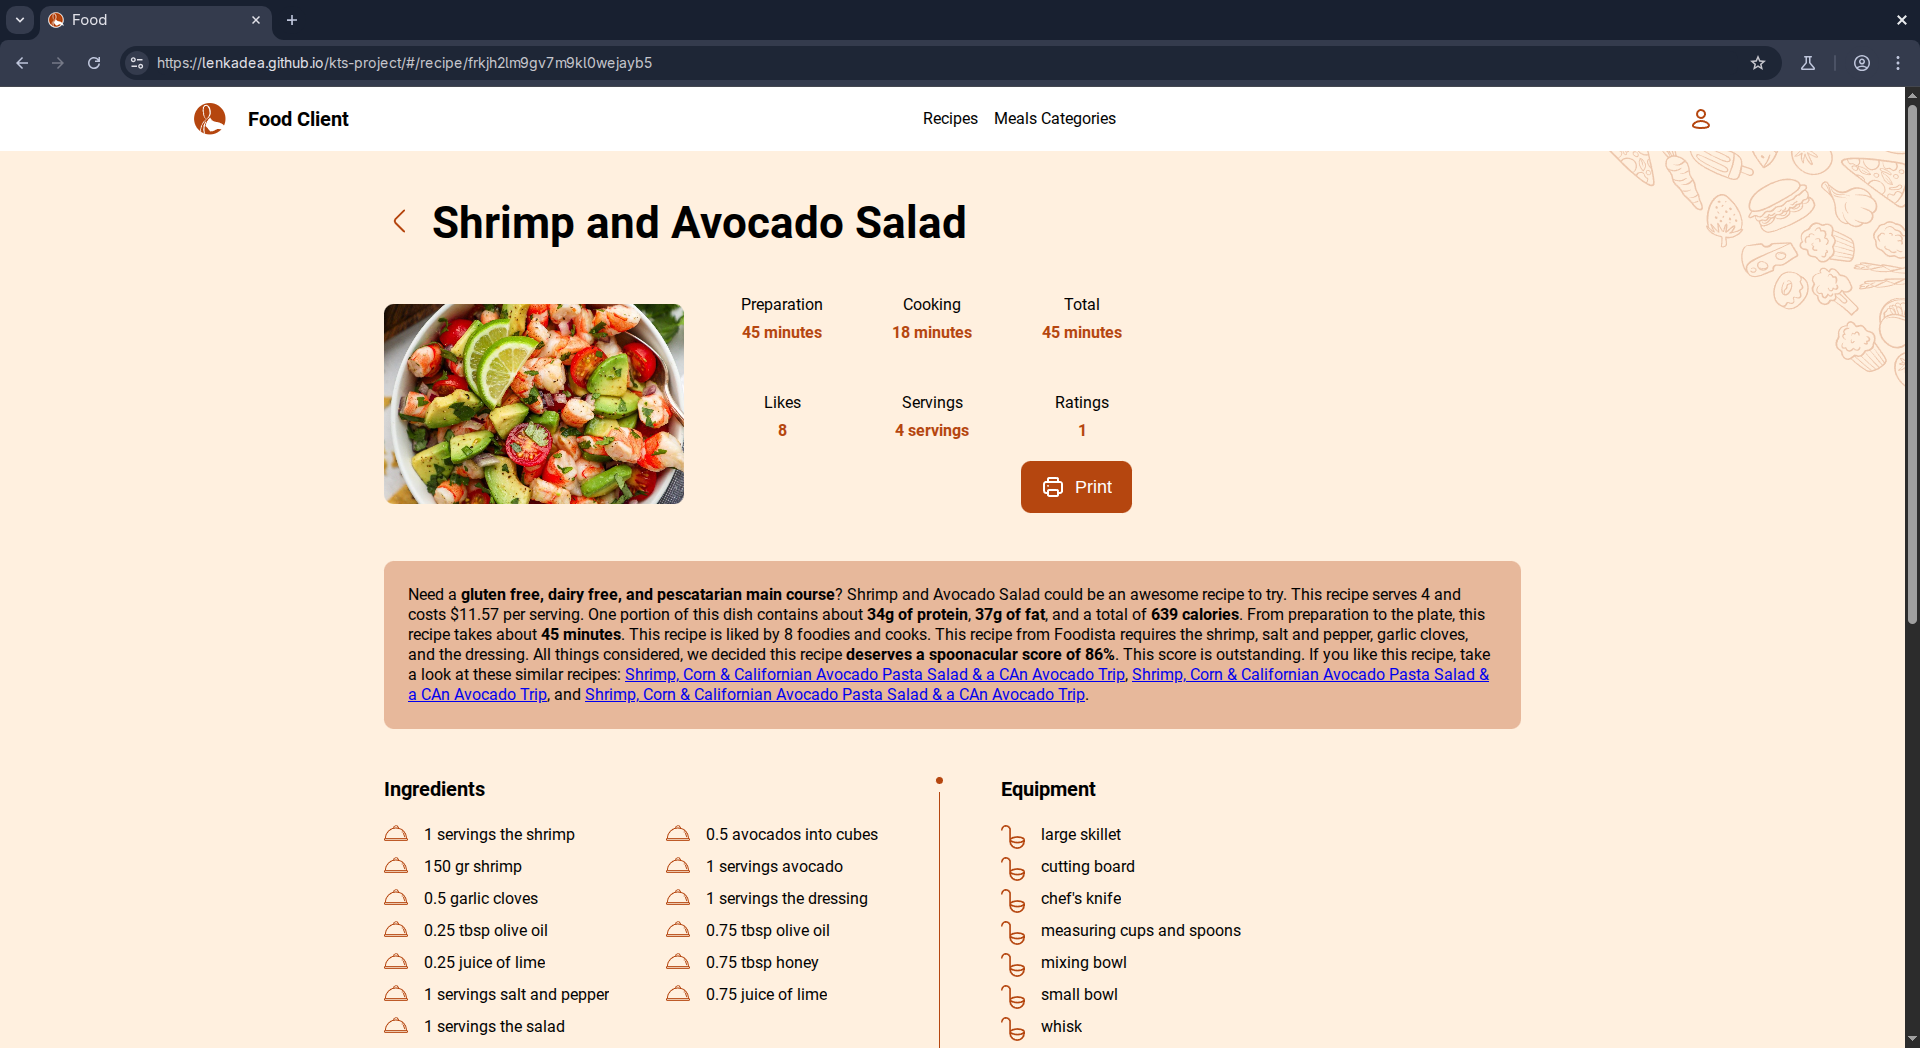 Food
https://lenkadea.github.io/kts-project/#/recipe/frkjh2lm9gv7m9kl0wejayb5
Food Client
Recipes
Meals Categories
Shrimp and Avocado Salad
Preparation
Cooking
Total
45 minutes
18 minutes
45 minutes
Likes
Servings
Ratings
8
4 servings
1
Print
Need a gluten free, dairy free, and pescatarian main course? Shrimp and Avocado Salad could be an awesome recipe to try. This recipe serves 4 and
costs $11.57 per serving. One portion of this dish contains about 34g of protein, 37g of fat, and a total of 639 calories. From preparation to the plate, this
recipe takes about 45 minutes. This recipe is liked by 8 foodies and cooks. This recipe from Foodista requires the shrimp, salt and pepper, garlic cloves,
and the dressing. All things considered, we decided this recipe deserves a spoonacular score of 86%. This score is outstanding. If you like this recipe, take
a look at these similar recipes: Shrimp, Corn & Californian Avocado Pasta Salad & a CAn Avocado Trip, Shrimp, Corn & Californian Avocado Pasta Salad &
a CAn Avocado Trip, and Shrimp, Corn & Californian Avocado Pasta Salad & a CAn Avocado Trip.
Ingredients
1 servings the shrimp
150 gr shrimp
0.5 garlic cloves
0.25 tbsp olive oil
0.25 juice of lime
1 servings salt and pepper
1 servings the salad
0.5 avocados into cubes
1 servings avocado
1 servings the dressing
0.75 tbsp olive oil
0.75 tbsp honey
0.75 juice of lime
Equipment
large skillet
cutting board
chef's knife
measuring cups and spoons
mixing bowl
small bowl
whisk